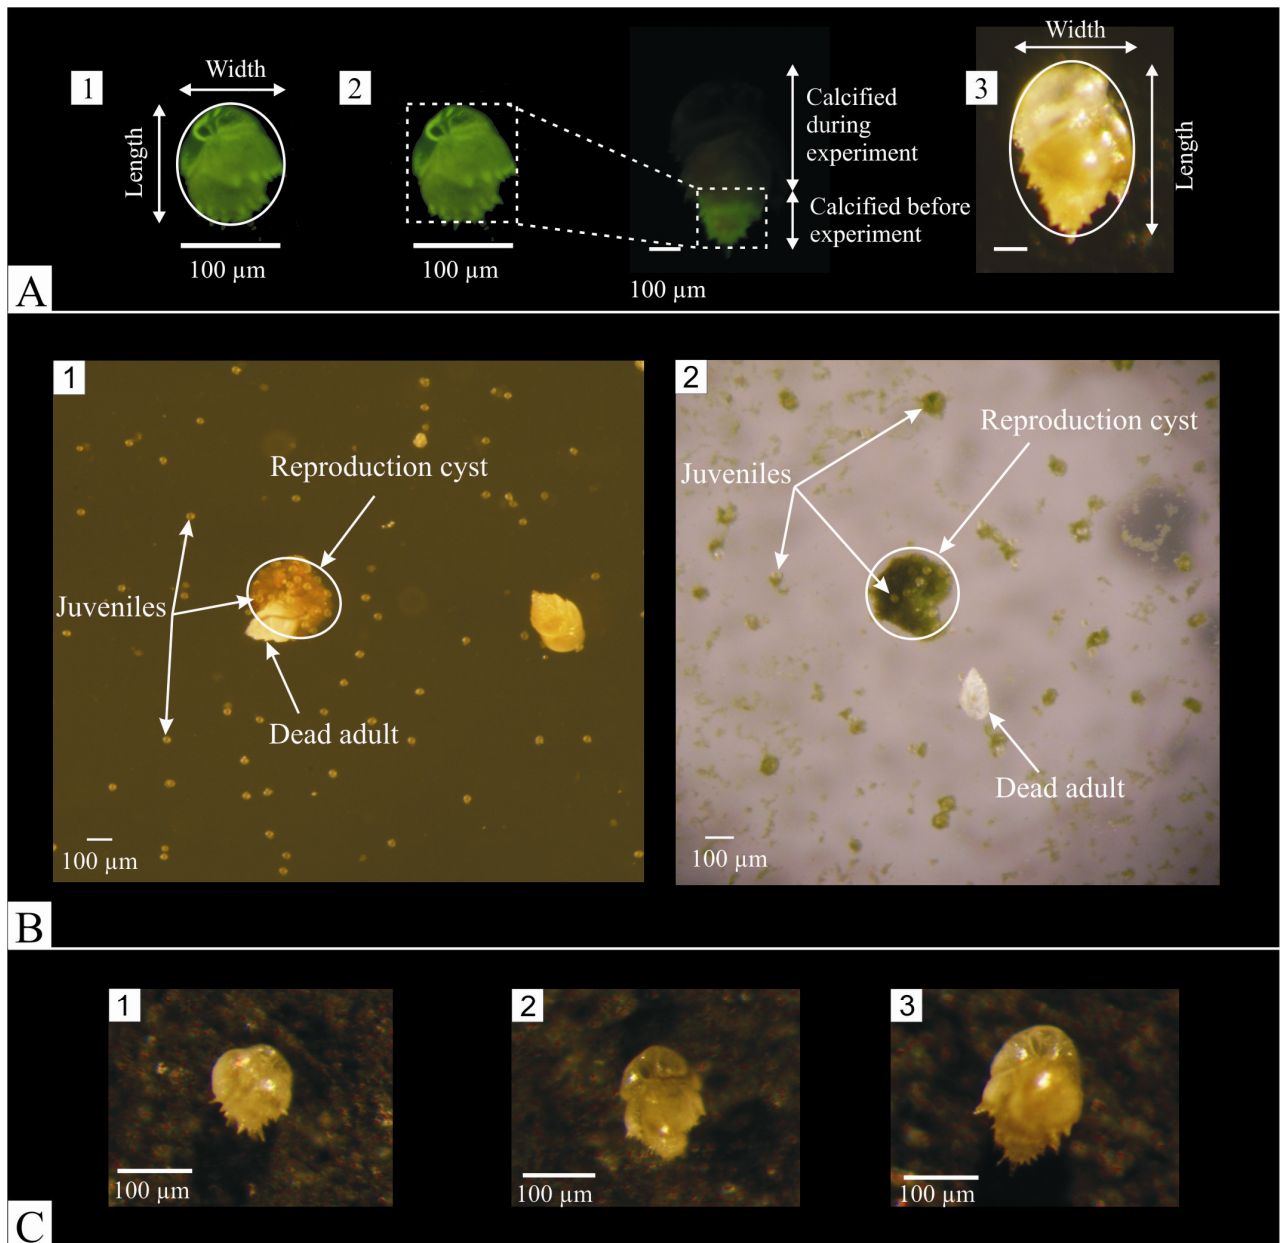 1
Width
Length
100 µm
2
100 µm
Calcified
during
experiment
Calcified before
experiment
100 µm
3
Width
Length
A
1
Reproduction cyst
Juveniles
Dead adult
100 µm
2
Reproduction cyst
Juveniles
Dead adult
100 µm
B
1
100 µm
2
100 µm
3
100 µm
C